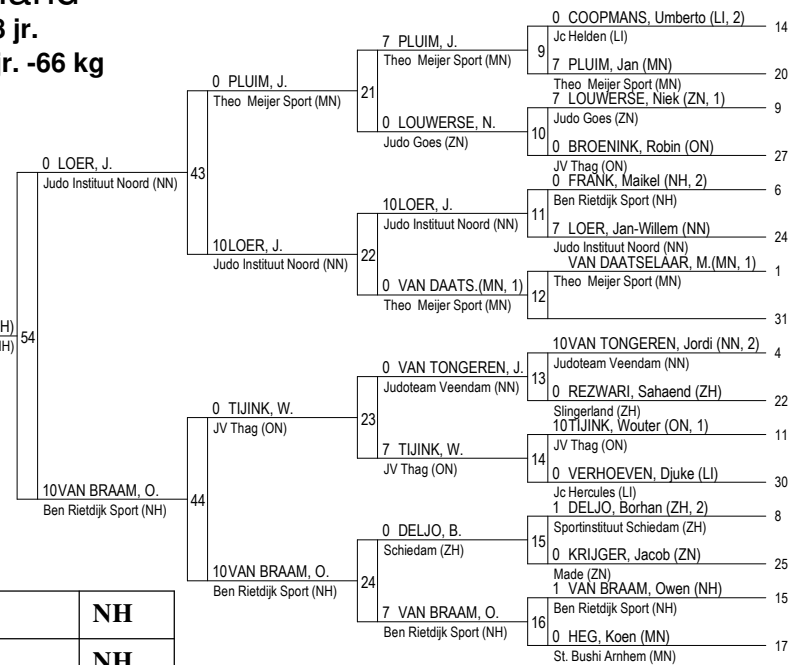 8 jr.
jr. -66 kg
0 COOPMANS, Umberto (LI, 2) 14
Jc Helden (LI)
9
7 PLUIM, Jan (MN) 20
Theo Meijer Sport (MN)
7 PLUIM, J.
Theo Meijer Sport (MN)
21
7 LOUWERSE, Niek (ZN, 1) 9
Judo Goes (ZN)
10
0 BROENINK, Robin (ON) 27
JV Thag (ON)
0 LOUWERSE, N.
Judo Goes (ZN)
0 PLUIM, J.
Theo Meijer Sport (MN)
43
0 FRANK, Maikel (NH, 2) 6
Ben Rietdijk Sport (NH)
11
7 LOER, Jan-Willem (NN) 24
Judo Instituut Noord (NN)
10LOER, J.
Judo Instituut Noord (NN)
22
VAN DAATSELAAR, M.(MN, 1) 1
Theo Meijer Sport (MN)
12
31
0 VAN DAATS.(MN, 1)
Theo Meijer Sport (MN)
10LOER, J.
Judo Instituut Noord (NN)
0 LOER, J.
Judo Instituut Noord (NN)
H)
NH)
54
10VAN TONGEREN, Jordi (NN, 2) 4
Judoteam Veendam (NN)
13
0 REZWARI, Sahaend (ZH) 22
Slingerland (ZH)
0 VAN TONGEREN, J.
Judoteam Veendam (NN)
23
10TIJINK, Wouter (ON, 1) 11
JV Thag (ON)
14
0 VERHOEVEN, Djuke (LI) 30
Jc Hercules (LI)
7 TIJINK, W.
JV Thag (ON)
0 TIJINK, W.
JV Thag (ON)
44
1 DELJO, Borhan (ZH, 2) 8
Sportinstituut Schiedam (ZH)
15
0 KRIJGER, Jacob (ZN) 25
Made (ZN)
0 DELJO, B.
Schiedam (ZH)
24
1 VAN BRAAM, Owen (NH) 15
Ben Rietdijk Sport (NH)
16
0 HEG, Koen (MN) 17
St. Bushi Arnhem (MN)
7 VAN BRAAM, O.
Ben Rietdijk Sport (NH)
10VAN BRAAM, O.
Ben Rietdijk Sport (NH)
10VAN BRAAM, O.
Ben Rietdijk Sport (NH)
NH
NH